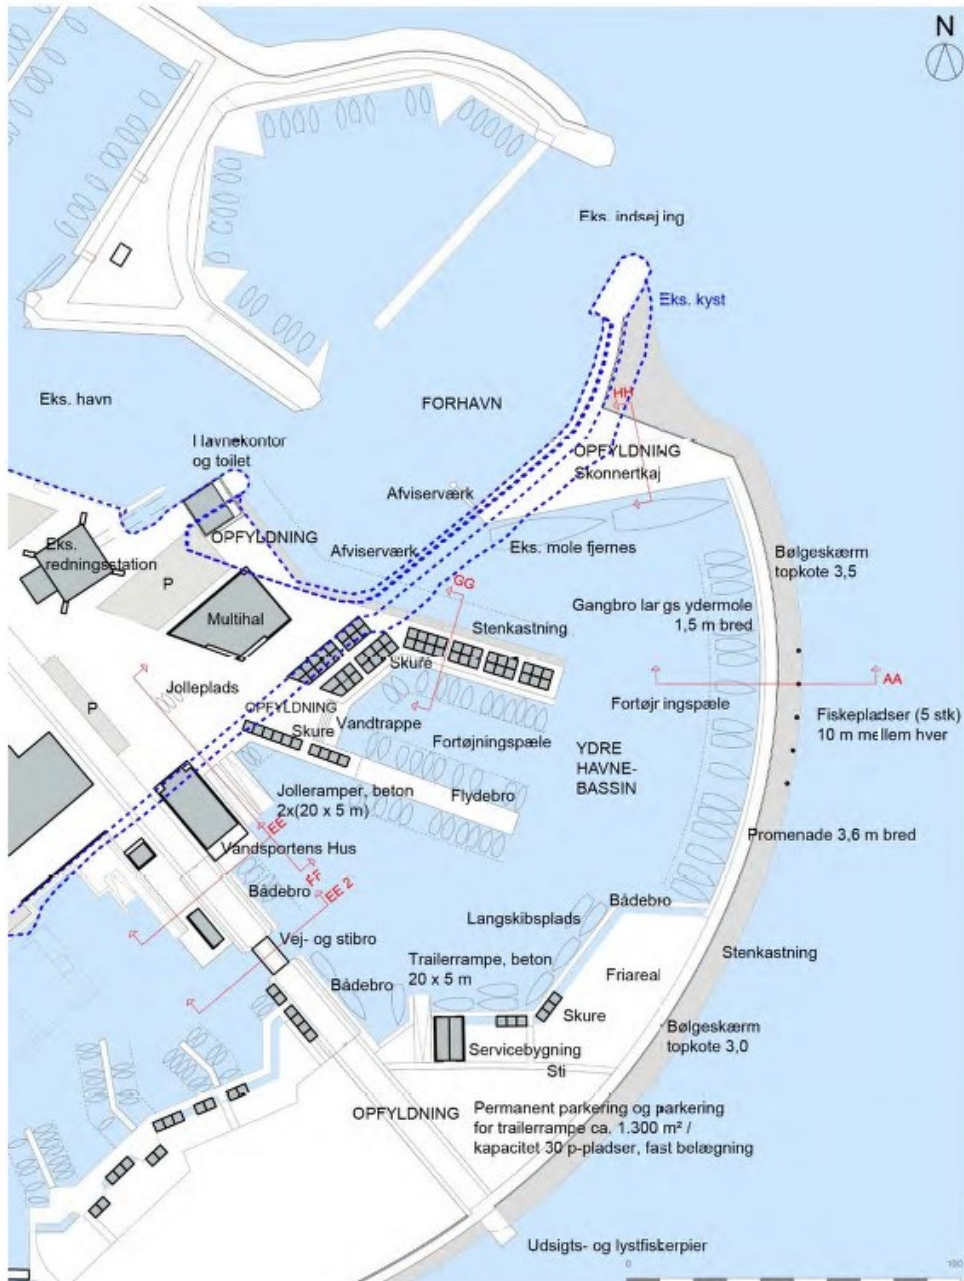 N
Eks. indsejling
Eks. kyst
Eks. havn
FORHAVN
HH
Havnekontor
og toilet
OPFYLDNING
Skonnertkaj
Afviserværk
OPFYLDNING
Eks. mole fjernes
Afviserværk
Eks.
redningsstation
P
Bølgeskærm
topkote 3,5
GG
Gangbro langs ydermole
1,5 m bred
Multihal
Stenkastning
Skure
AA
Jolleplads
P
OPFYLDNING
Fortøjringspæle
Fiskepladser (5 stk)
10 m mellem hver
Skure
Vandtrappe
Fortøjningspæle
YDRE
HAVNE-
BASSIN
Jolleramper, beton
2x(20 x 5 m)
Flydebro
EE
Promenade 3,6 m bred
Vandsportens Hus
FF
EE 2
Bådebro
Bådebro
Langskibsplads
Vej- og stibro
Stenkastning
Trailerrampe, beton
20 x 5 m
Friareal
Bådebro
Skure
Bølgeskærm
topkote 3,0
Servicebygning
Sti
OPFYLDNING
Permanent parkering og parkering
for trailerrampe ca. 1.300 m² /
kapacitet 30 p-pladser, fast belægning
Udsigts- og lystfiskerpier
0
100